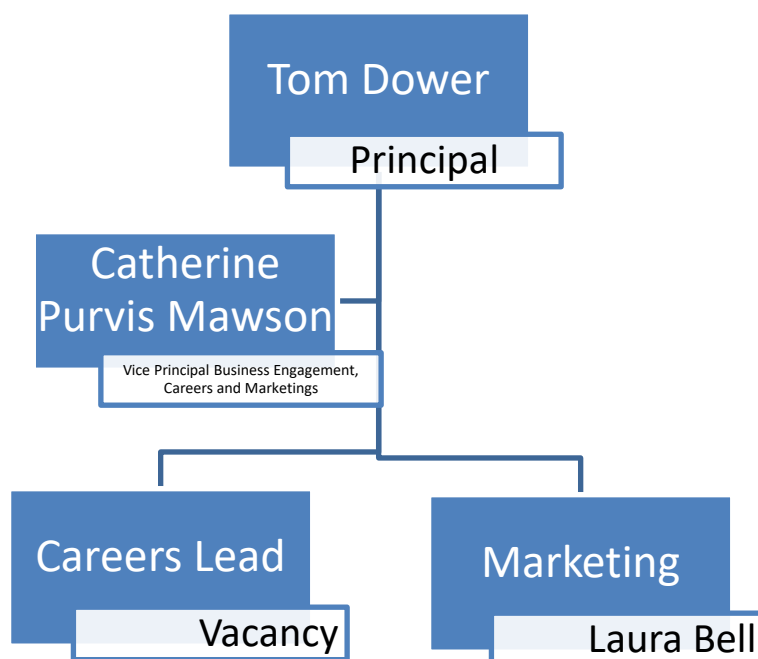 Tom Dower
Principal
Catherine
Purvis Mawson
Vice Principal Business Engagement,
Careers and Marketings
Careers Lead
Vacancy
Marketing
Laura Bell